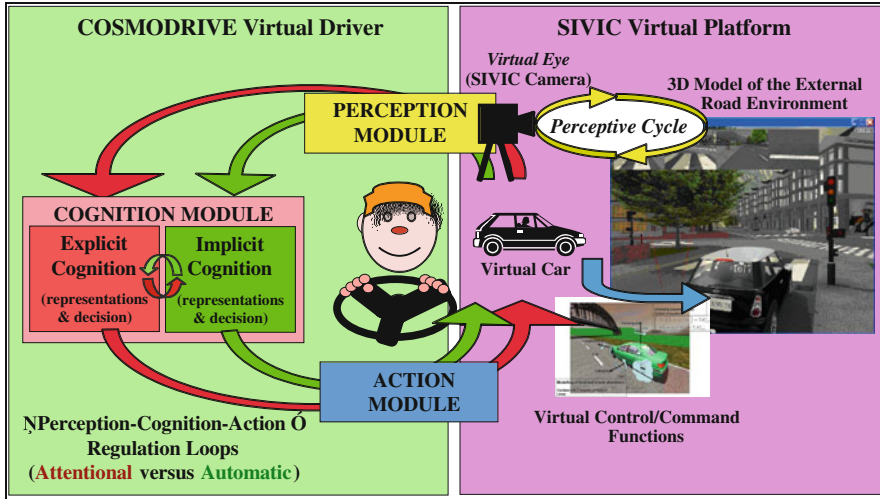 COSMODRIVE Virtual Driver
SIVIC Virtual Platform
Virtual Eye
(SIVIC Camera)
3D Model of the External
Road Environment
PERCEPTION
MODULE
Perceptive Cycle
COGNITION MODULE
Explicit
Cognition
(representations
& decision)
Implicit
Cognition
(representations
& decision)
Virtual Car
ACTION
MODULE
Virtual Control/Command
Functions
ŅPerception-Cognition-Action Ó
Regulation Loops
(Attentional versus Automatic)